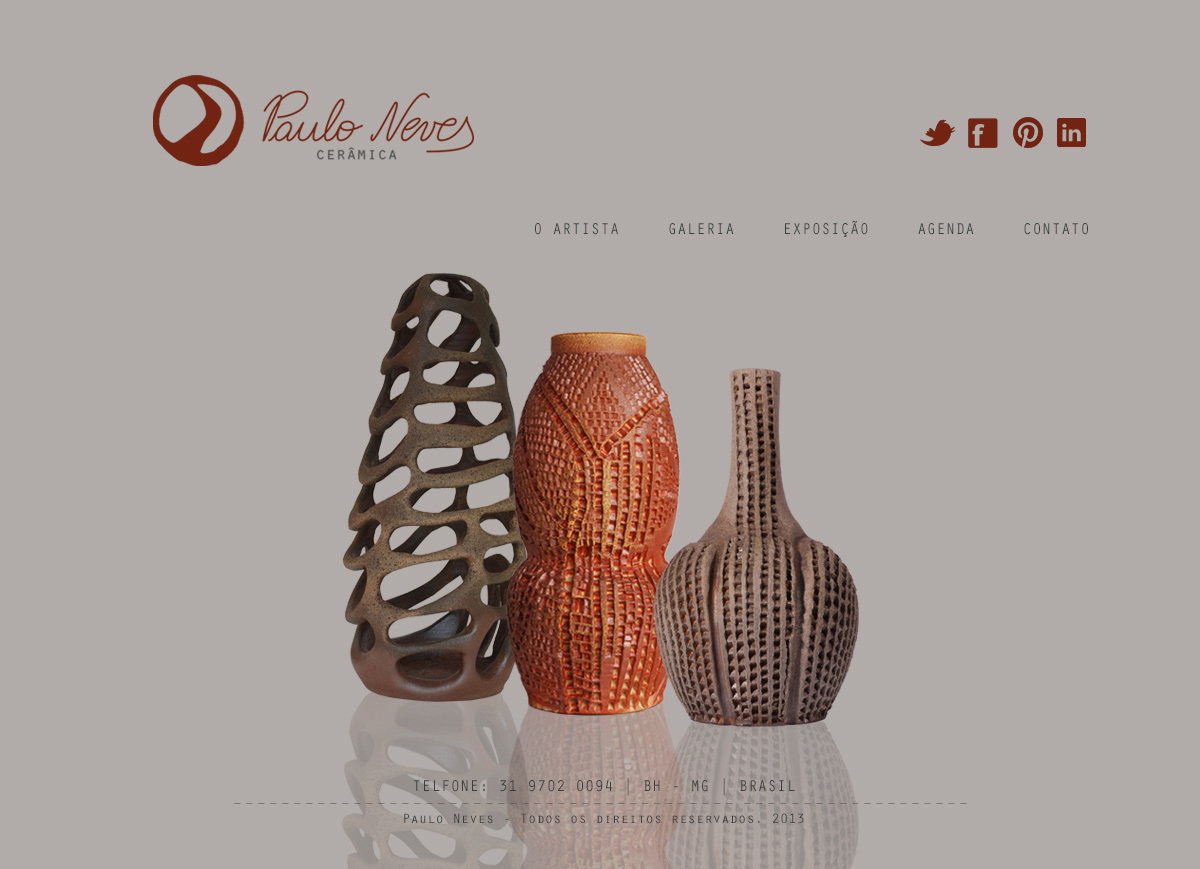 Paulo Neves
CERÂMICA
O ARTISTA GALERIA EXPOSIÇÃO AGENDA CONTATO
TELFONE: 31 9702 0094 | BH - MG | BRASIL
Paulo Neves - Todos os direitos reservados. 2013